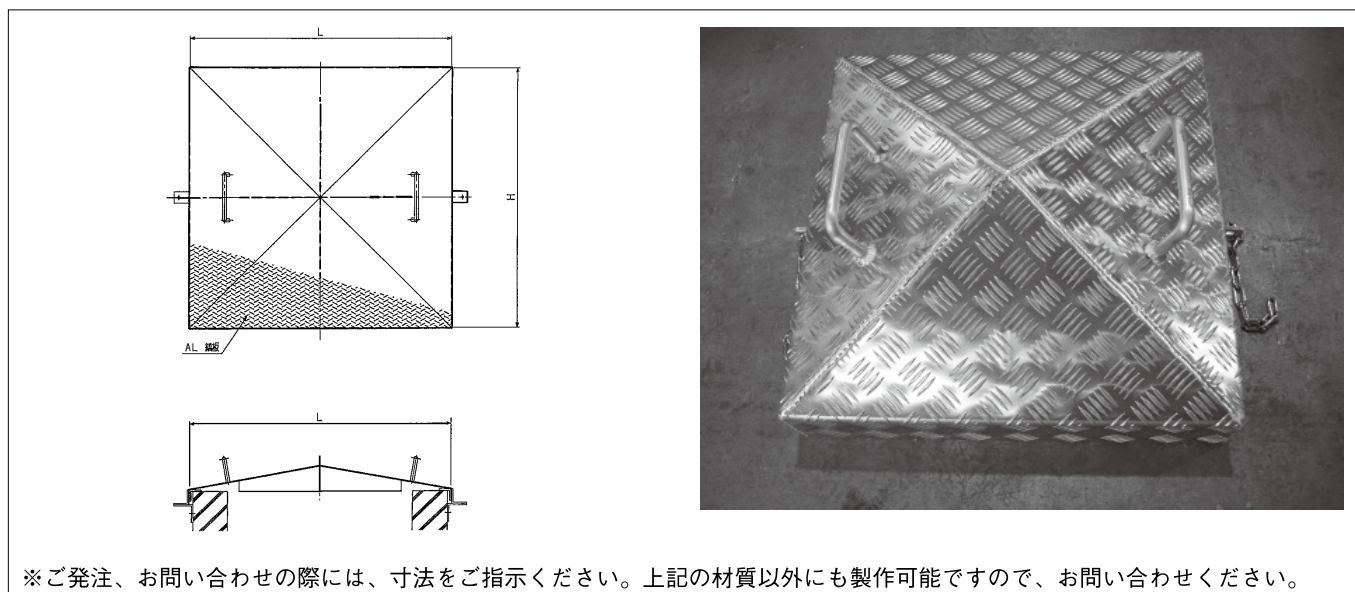 L
H
AL 縞板
L
※ご発注、お問い合わせの際には、寸法をご指示ください。上記の材質以外にも製作可能ですので、お問い合わせください。